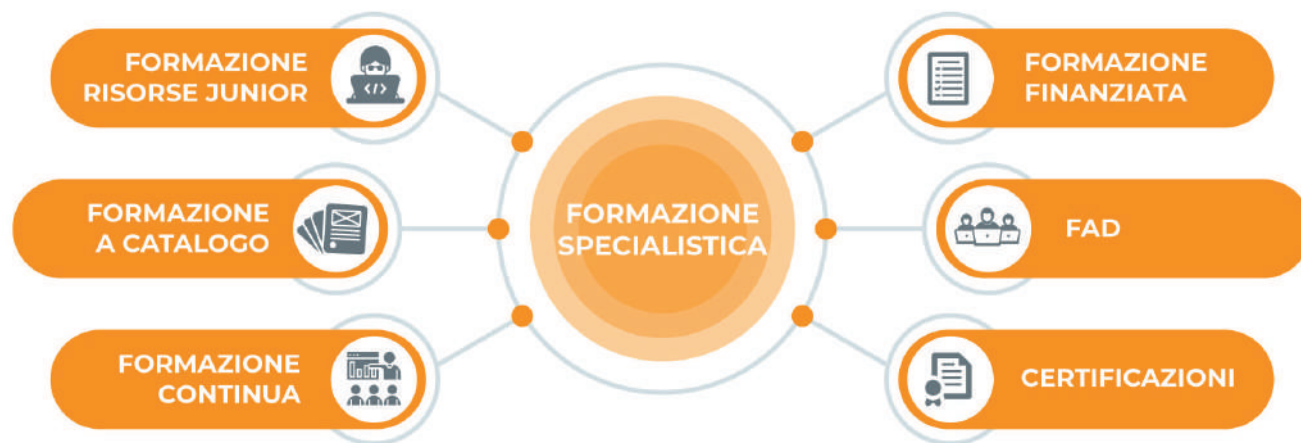 FORMAZIONE
RISORSE JUNIOR
FORMAZIONE
A CATALOGO
FORMAZIONE
CONTINUA
FORMAZIONE
SPECIALISTICA
FORMAZIONE
FINANZIATA
FAD
CERTIFICAZIONI